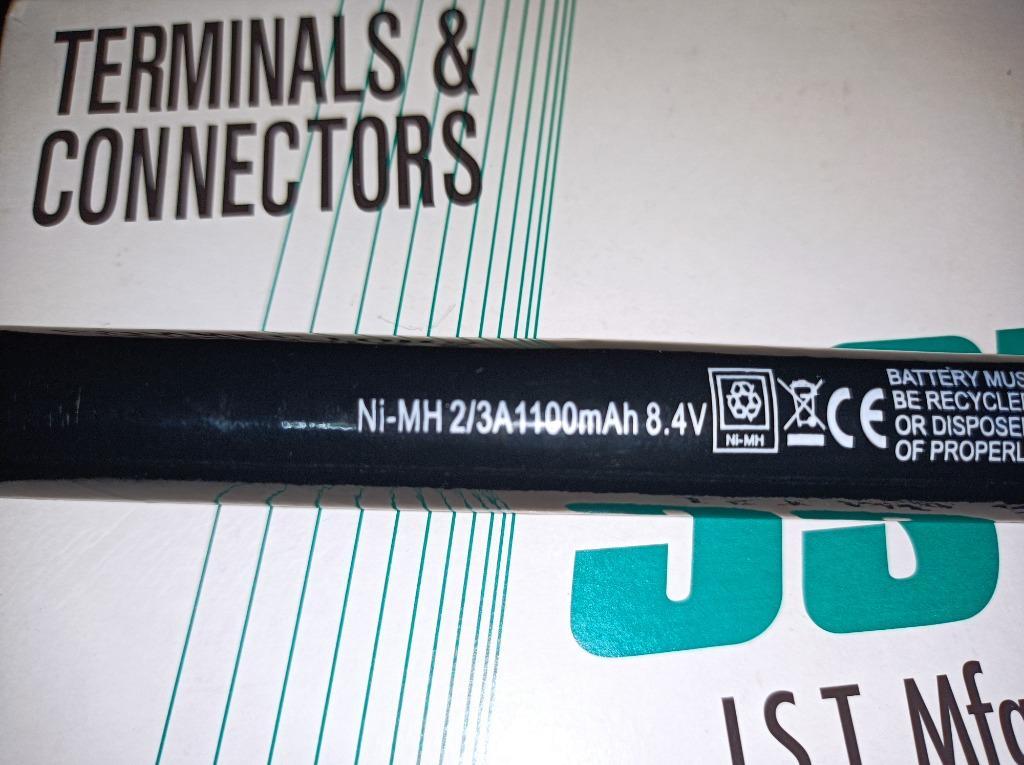 TERMINALS &
CONNECTORS
Ni-MH 2/3A1100mAh 8.4V
NI-MH
CE
BATTERY MUS
BE RECYCLE
OR DISPOSE
OF PROPERL
J.S.T. Mfg